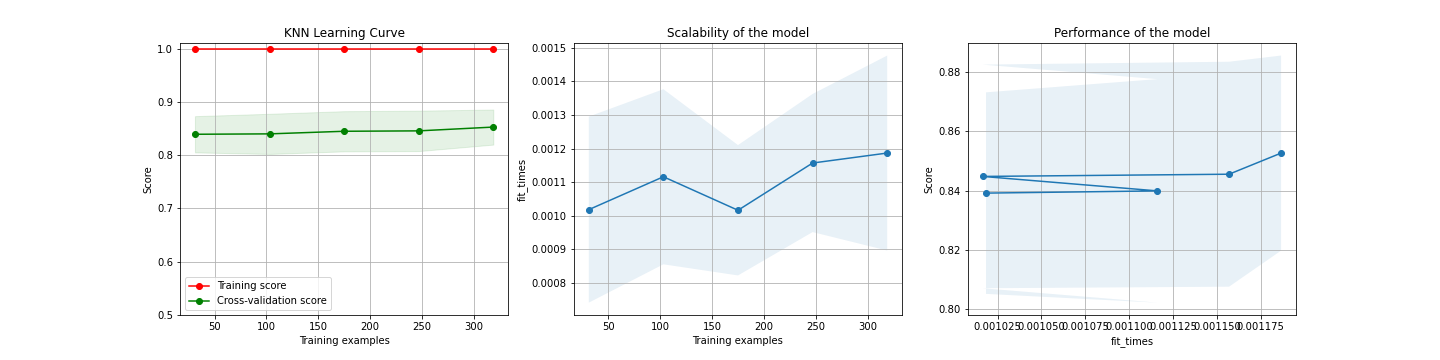 KNN Learning Curve
1.0
0.9
0.8
0.7
0.6
0.5
Score
Training score
Cross-validation score
50 100 150 200 250 300
Training examples
Scalability of the model
0.0015
0.0014
0.0013
0.0012
0.0011
0.0010
0.0009
0.0008
fit_times
50 100 150 200 250 300
Training examples
Performance of the model
0.88
0.86
0.84
0.82
0.80
Score
0.001025 0.001050 0.001075 0.001100 0.001125 0.001150 0.001175
fit_times